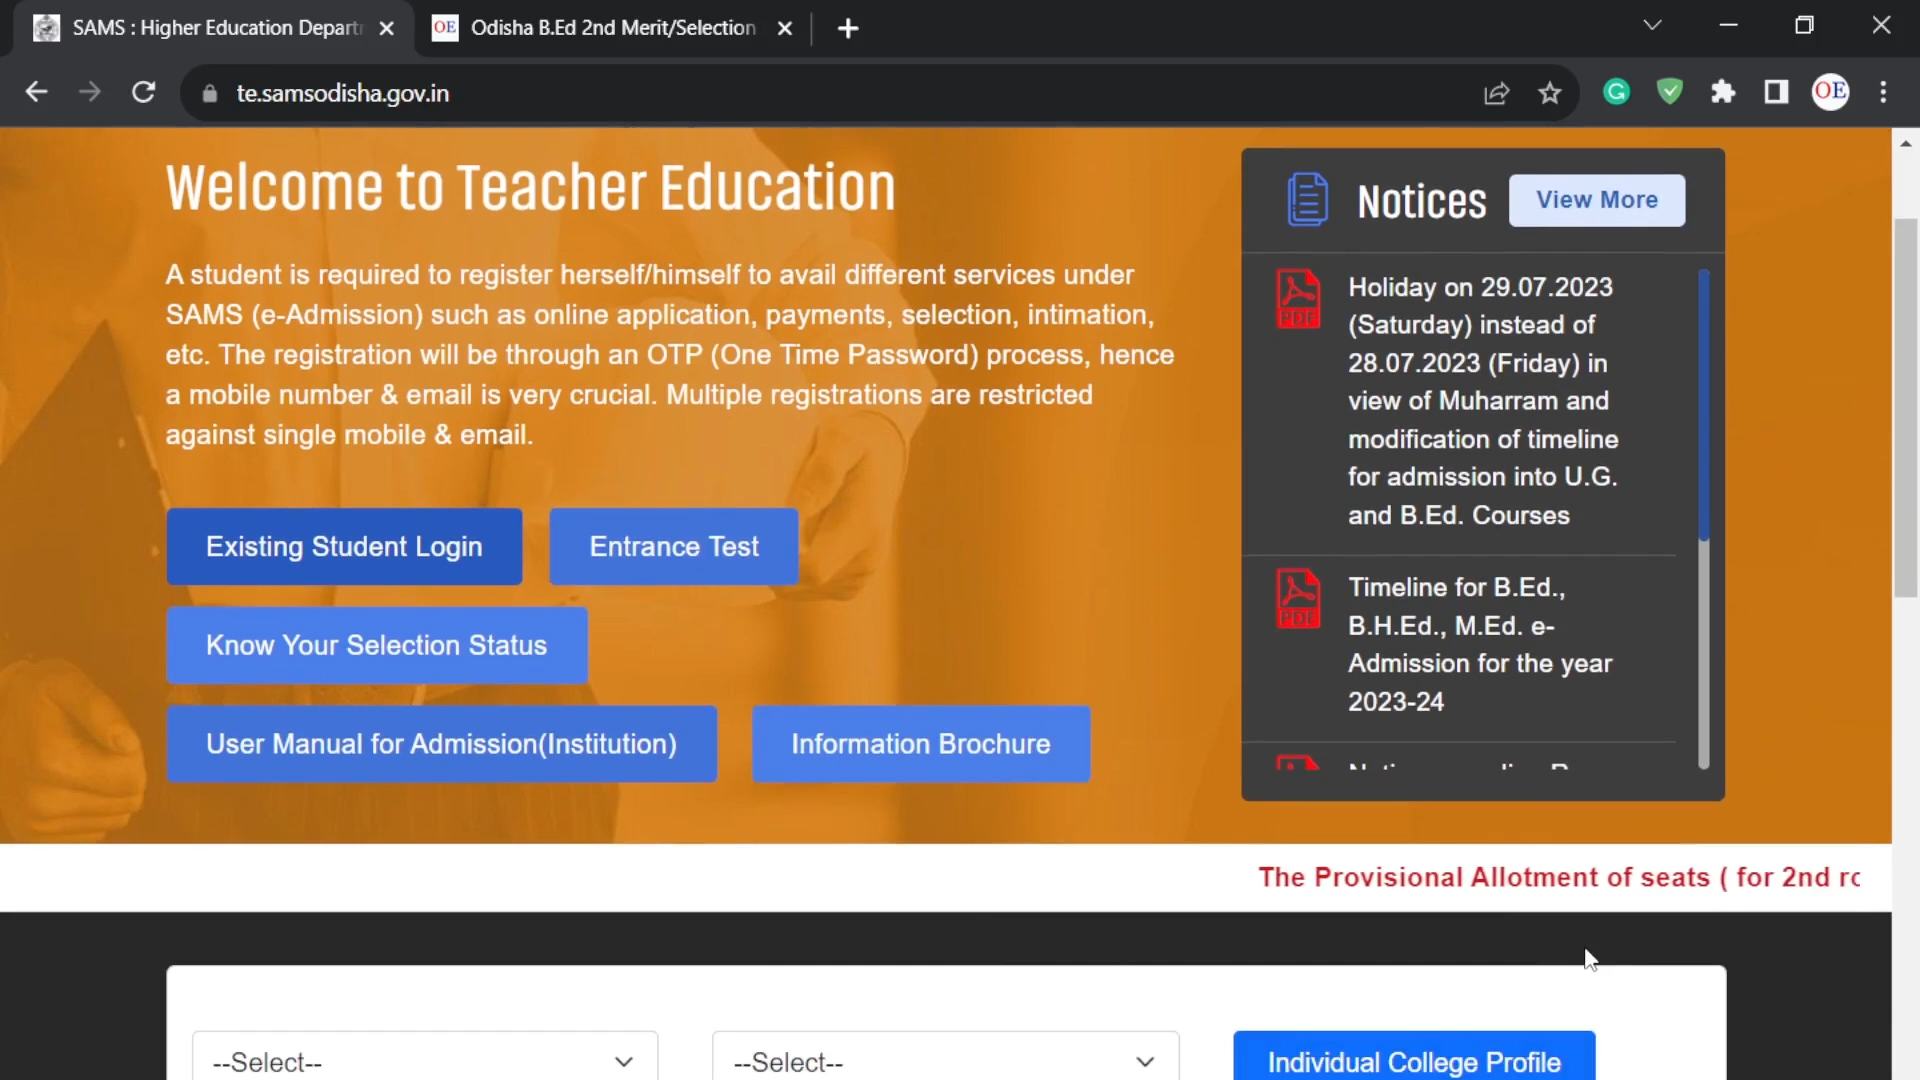 SAMS : Higher Education Depart
OE Odisha B.Ed 2nd Merit/Selection
te.samsodisha.gov.in
OE
Welcome to Teacher Education
A student is required to register herself/himself to avail different services under
SAMS (e-Admission) such as online application, payments, selection, intimation,
etc. The registration will be through an OTP (One Time Password) process, hence
a mobile number & email is very crucial. Multiple registrations are restricted
against single mobile & email.
Existing Student Login
Entrance Test
Know Your Selection Status
User Manual for Admission(Institution)
Information Brochure
Notices
View More
PDF
Holiday on 29.07.2023
(Saturday) instead of
28.07.2023 (Friday) in
view of Muharram and
modification of timeline
for admission into U.G.
and B.Ed. Courses
PDF
Timeline for B.Ed.,
B.H.Ed., M.Ed. e-
Admission for the year
2023-24
The Provisional Allotment of seats ( for 2nd
--Select--
--Select--
Individual College Profile